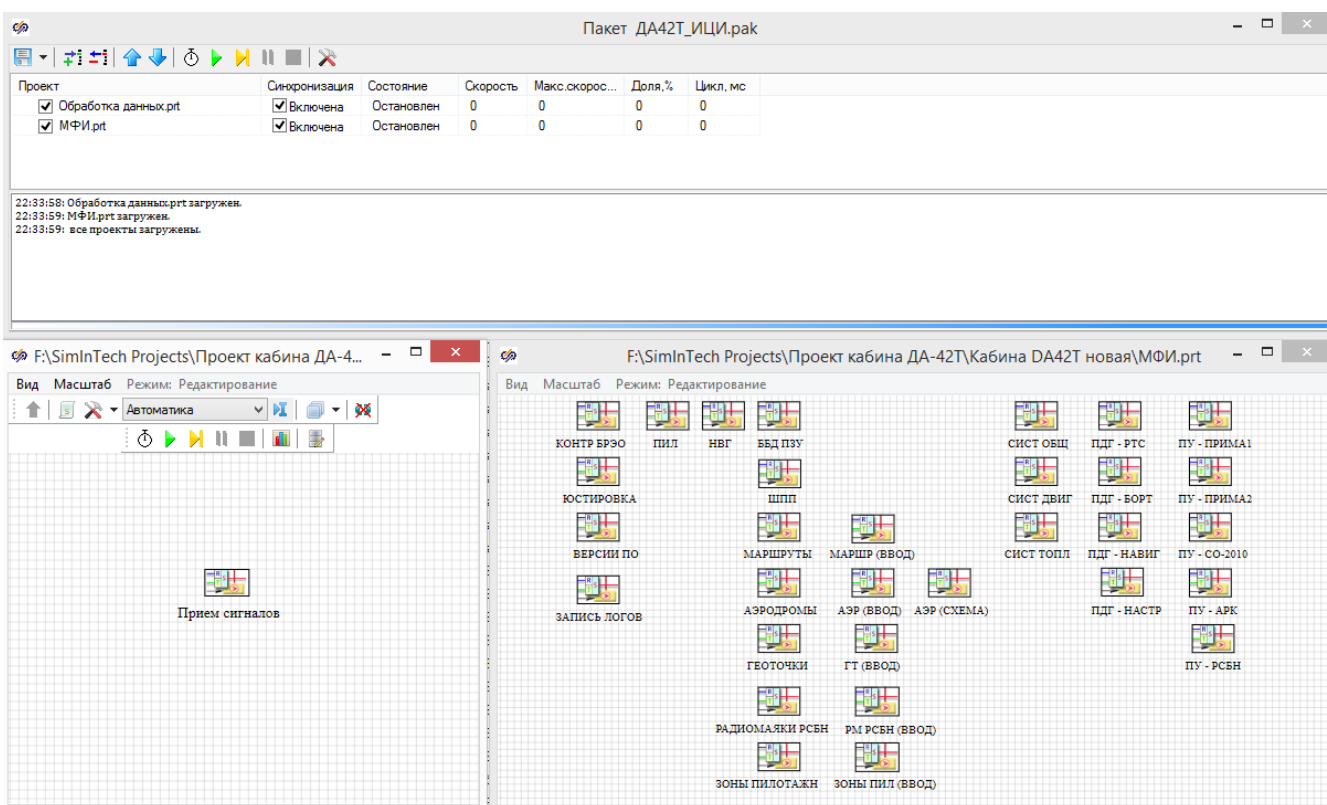 Пакет ДА42Т_ИЦИ.pak
Проект Синхронизация Состояние Скорость Макс.скорос... Доля,% Цикл, мс
Обработка данных.prt Включена Остановлен 0 0 0 0
МФИ.prt Включена Остановлен 0 0 0 0
22:33:58: Обработка данных.prt загружен.
22:33:59: МФИ.prt загружен.
22:33:59: все проекты загружены.
F:\SimInTech Projects\Проект кабина ДА-4...
Вид Масштаб Режим: Редактирование
Автоматика
Прием сигналов
F:\SimInTech Projects\Проект кабина ДА-42Т\Кабина DA42T новая\МФИ.prt
Вид Масштаб Режим: Редактирование
КОНТР БРЭО ПИЛ НВГ ББД ПЗУ СИСТ ОБЩ ПДГ - РТС ПУ - ПРИМА1
ЮСТИРОВКА ШПП СИСТ ДВИГ ПДГ - БОРТ ПУ - ПРИМА2
ВЕРСИИ ПО МАРШРУТЫ МАРШР (ВВОД) СИСТ ТОПЛ ПДГ - НАВИГ ПУ - СО-2010
ЗАПИСЬ ЛОГОВ АЭРОДРОМЫ АЭР (ВВОД) АЭР (СХЕМА) ПДГ - НАСТР ПУ - АРК
ГЕОТОЧКИ ГТ (ВВОД) ПУ - РСБН
РАДИОМАЯКИ РСБН РМ РСБН (ВВОД)
ЗОНЫ ПИЛОТАЖН ЗОНЫ ПИЛ (ВВОД)